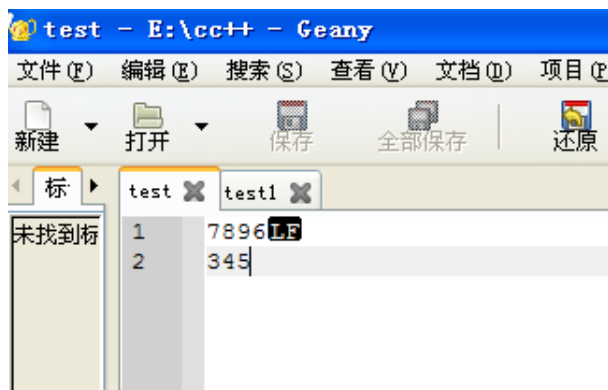 test - E:\cc++ - Geany
文件(F) 编辑(E) 搜索(S) 查看(V) 文档(D) 项目(P
新建 打开 保存 全部保存 还原
标 test test1
未找到标
1 7896LF
2 345